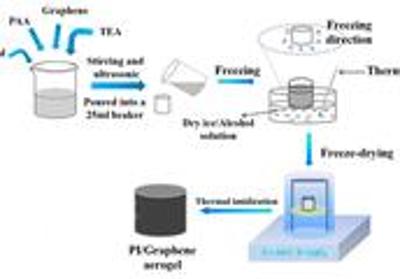 Graphene
PAA
TEA
Stirring and
ultrasonic
Poured into a
25ml beaker
Freezing
Freezing
direction
Therm
Dry ice/Alcohol
solution
Freeze-drying
Thermal imidization
PI/Graphene
aerogel